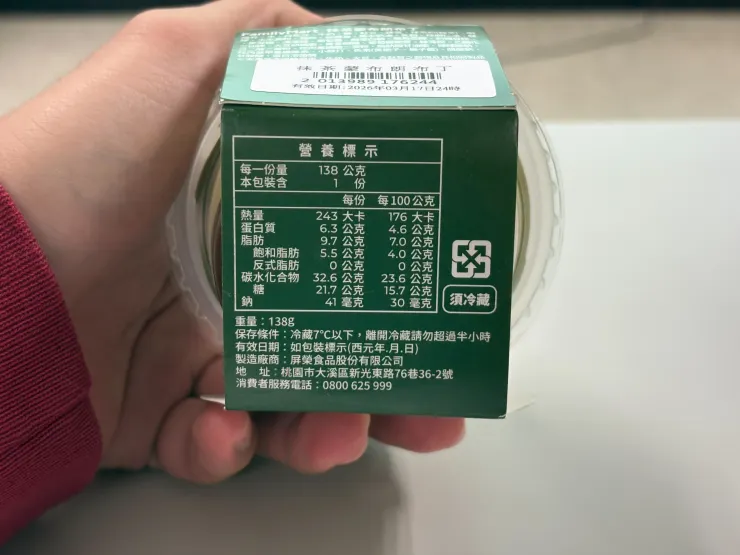 FamilyMart
抹茶蒙布朗布丁
2 013989 176244
有效日期:2026年03月17日24時
營養標示
每一份量 138 公克
本包裝含 1 份
每份 每100公克
熱量 243 大卡 176 大卡
蛋白質 6.3 公克 4.6 公克
脂肪 9.7 公克 7.0 公克
飽和脂肪 5.5 公克 4.0 公克
反式脂肪 0 公克 0 公克
碳水化合物 32.6 公克 23.6 公克
糖 21.7 公克 15.7 公克
鈉 41 毫克 30 毫克
須冷藏
重量：138g
保存條件：冷藏7°C以下，離開冷藏請勿超過半小時
有效日期：如包裝標示(西元年.月.日)
製造廠商：屏榮食品股份有限公司
地 址：桃園市大溪區新光東路76巷36-2號
消費者服務電話：0800 625 999